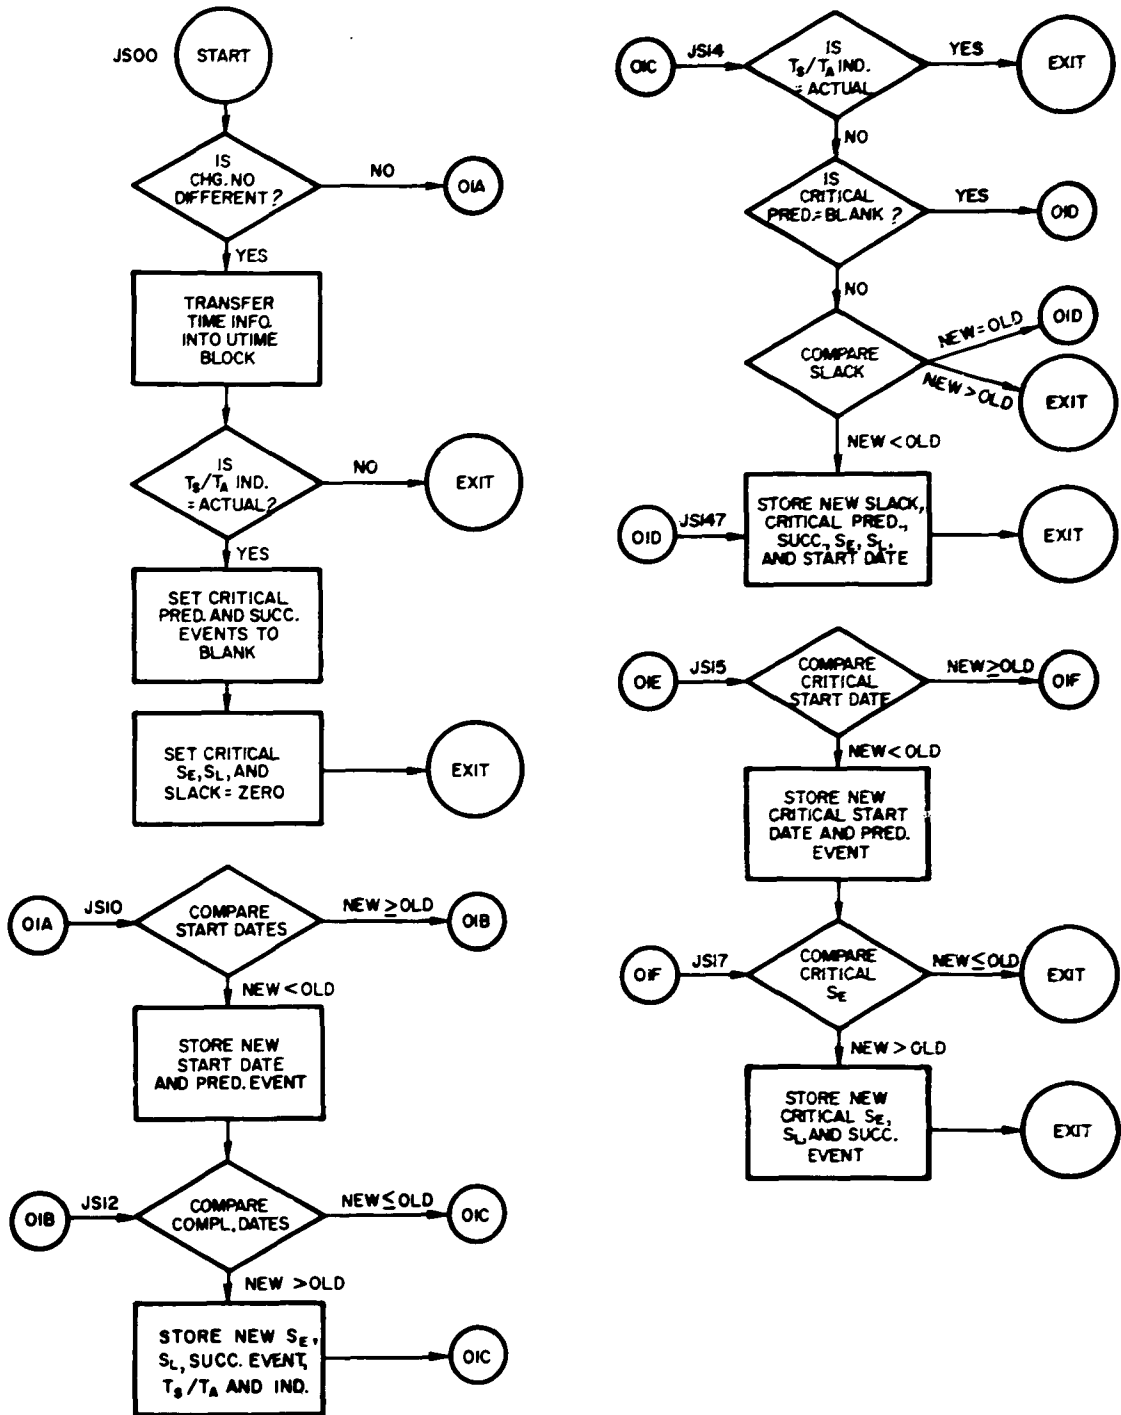 JS00
START
IS
CHG. NO
DIFFERENT?
NO
01A
YES
TRANSFER
TIME INFO.
INTO UTIME
BLOCK
IS
TS/TA IND.
= ACTUAL?
NO
EXIT
YES
SET CRITICAL
PRED. AND SUCC.
EVENTS TO
BLANK
SET CRITICAL
SE, SL, AND
SLACK = ZERO
EXIT
01A
JS10
COMPARE
START DATES
NEW ≥ OLD
01B
NEW < OLD
STORE NEW
START DATE
AND PRED. EVENT
01B
JS12
COMPARE
COMPL. DATES
NEW ≤ OLD
01C
NEW > OLD
STORE NEW SE,
SL, SUCC. EVENT,
TS/TA AND IND.
01C
01C
JS14
IS
TS/TA IND.
= ACTUAL
YES
EXIT
NO
IS
CRITICAL
PRED. = BLANK ?
YES
01D
NO
COMPARE
SLACK
NEW = OLD
01D
NEW > OLD
EXIT
NEW < OLD
01D
JS147
STORE NEW SLACK,
CRITICAL PRED.,
SUCC., SE, SL,
AND START DATE
EXIT
01E
JS15
COMPARE
CRITICAL
START DATE
NEW ≥ OLD
01F
NEW < OLD
STORE NEW
CRITICAL START
DATE AND PRED.
EVENT
01F
JS17
COMPARE
CRITICAL
SE
NEW ≤ OLD
EXIT
NEW > OLD
STORE NEW
CRITICAL SE,
SL, AND SUCC.
EVENT
EXIT